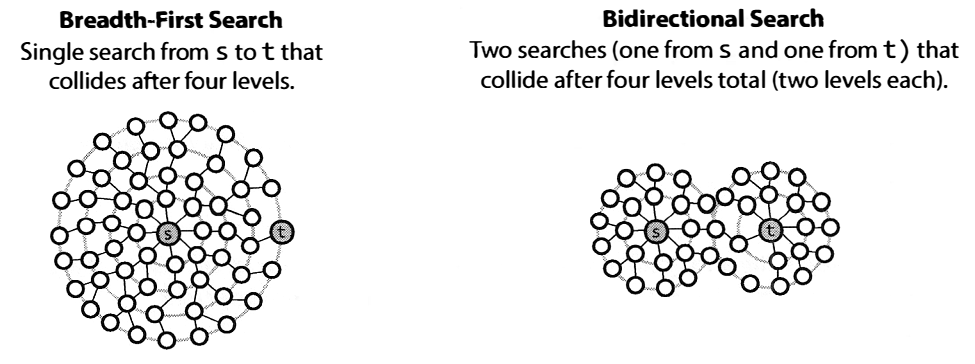 Breadth-First Search
Single search from s to t that
collides after four levels.
s
t
Bidirectional Search
Two searches (one from s and one from t) that
collide after four levels total (two levels each).
s
t